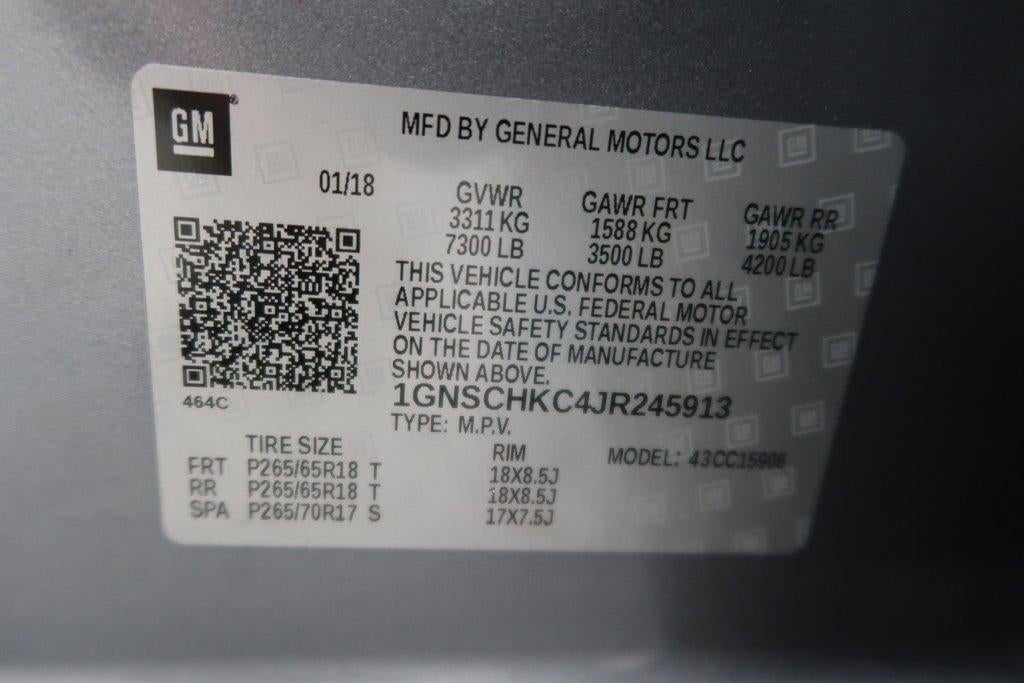 GM
MFD BY GENERAL MOTORS LLC
01/18
GVWR
3311 KG
7300 LB
GAWR FRT
1588 KG
3500 LB
GAWR RR
1905 KG
4200 LB
THIS VEHICLE CONFORMS TO ALL
APPLICABLE U.S. FEDERAL MOTOR
VEHICLE SAFETY STANDARDS IN EFFECT
ON THE DATE OF MANUFACTURE
SHOWN ABOVE.
464C
1GNSCHKC4JR245913
TYPE: M.P.V.
MODEL: 43CC15906
TIRE SIZE RIM
FRT P265/65R18 T 18X8.5J
RR P265/65R18 T 18X8.5J
SPA P265/70R17 S 17X7.5J